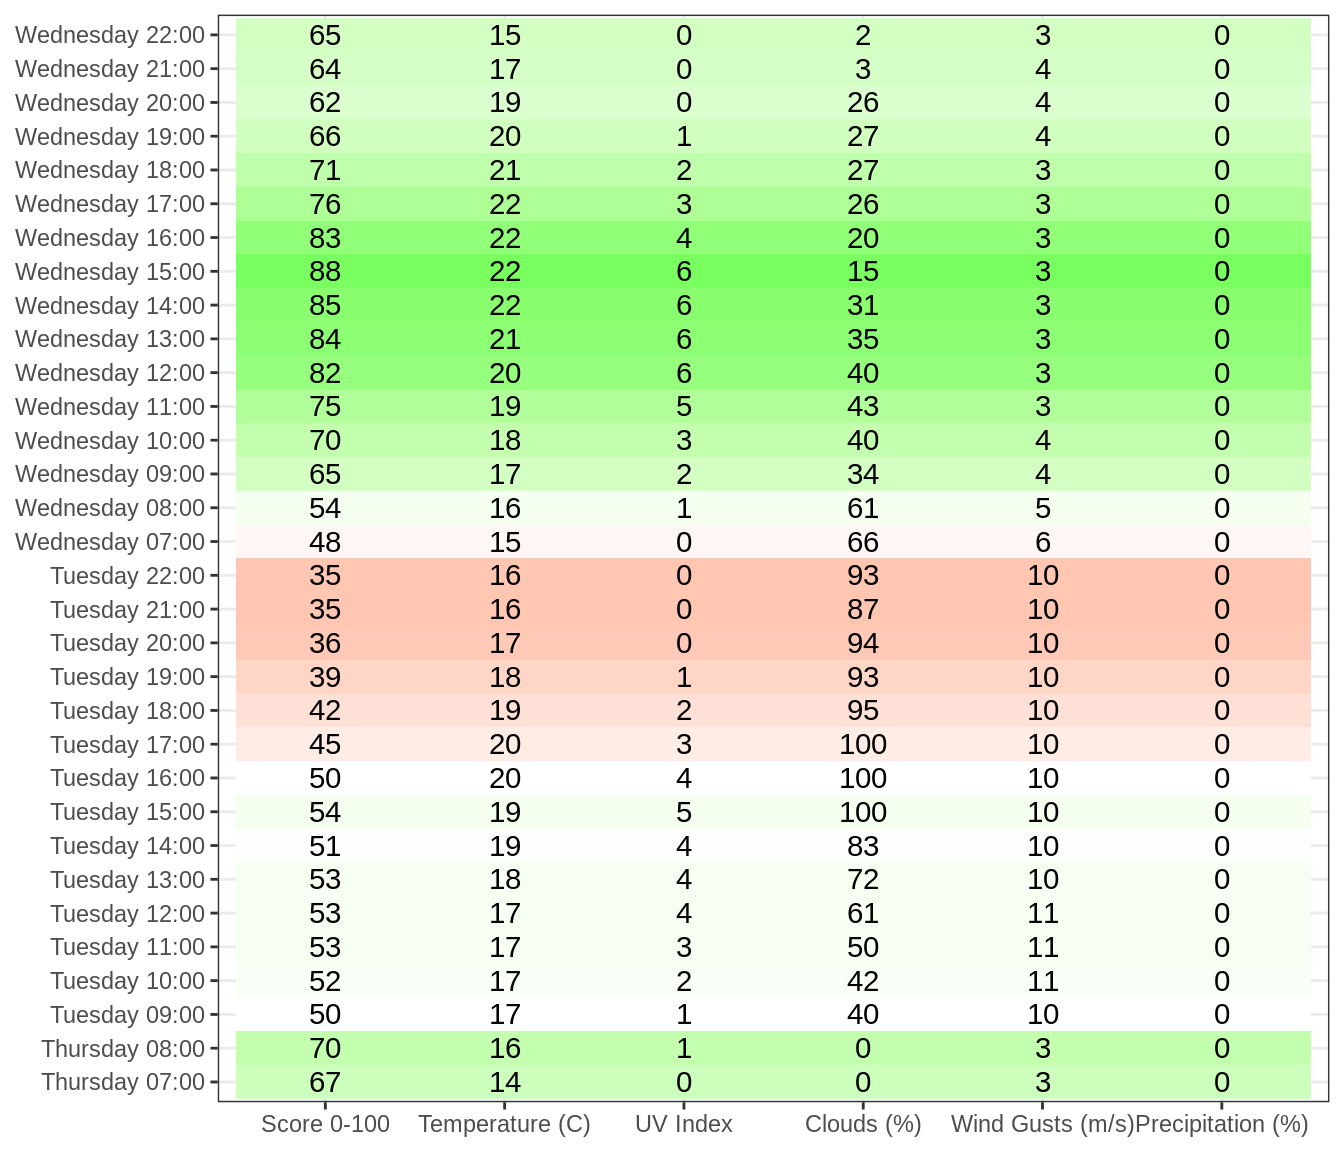 Wednesday 22:00 65 15 0 2 3 0
Wednesday 21:00 64 17 0 3 4 0
Wednesday 20:00 62 19 0 26 4 0
Wednesday 19:00 66 20 1 27 4 0
Wednesday 18:00 71 21 2 27 3 0
Wednesday 17:00 76 22 3 26 3 0
Wednesday 16:00 83 22 4 20 3 0
Wednesday 15:00 88 22 6 15 3 0
Wednesday 14:00 85 22 6 31 3 0
Wednesday 13:00 84 21 6 35 3 0
Wednesday 12:00 82 20 6 40 3 0
Wednesday 11:00 75 19 5 43 3 0
Wednesday 10:00 70 18 3 40 4 0
Wednesday 09:00 65 17 2 34 4 0
Wednesday 08:00 54 16 1 61 5 0
Wednesday 07:00 48 15 0 66 6 0
Tuesday 22:00 35 16 0 93 10 0
Tuesday 21:00 35 16 0 87 10 0
Tuesday 20:00 36 17 0 94 10 0
Tuesday 19:00 39 18 1 93 10 0
Tuesday 18:00 42 19 2 95 10 0
Tuesday 17:00 45 20 3 100 10 0
Tuesday 16:00 50 20 4 100 10 0
Tuesday 15:00 54 19 5 100 10 0
Tuesday 14:00 51 19 4 83 10 0
Tuesday 13:00 53 18 4 72 10 0
Tuesday 12:00 53 17 4 61 11 0
Tuesday 11:00 53 17 3 50 11 0
Tuesday 10:00 52 17 2 42 11 0
Tuesday 09:00 50 17 1 40 10 0
Thursday 08:00 70 16 1 0 3 0
Thursday 07:00 67 14 0 0 3 0
Score 0-100 Temperature (C) UV Index Clouds (%) Wind Gusts (m/s) Precipitation (%)